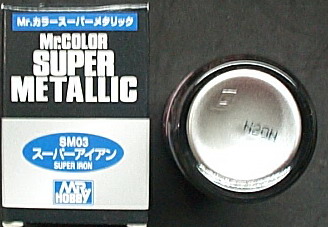 Mr.カラースーパーメタリック
Mr.COLOR
SUPER
METALLIC
SM03
スーパーアイアン
SUPER IRON
MR.
HOBBY